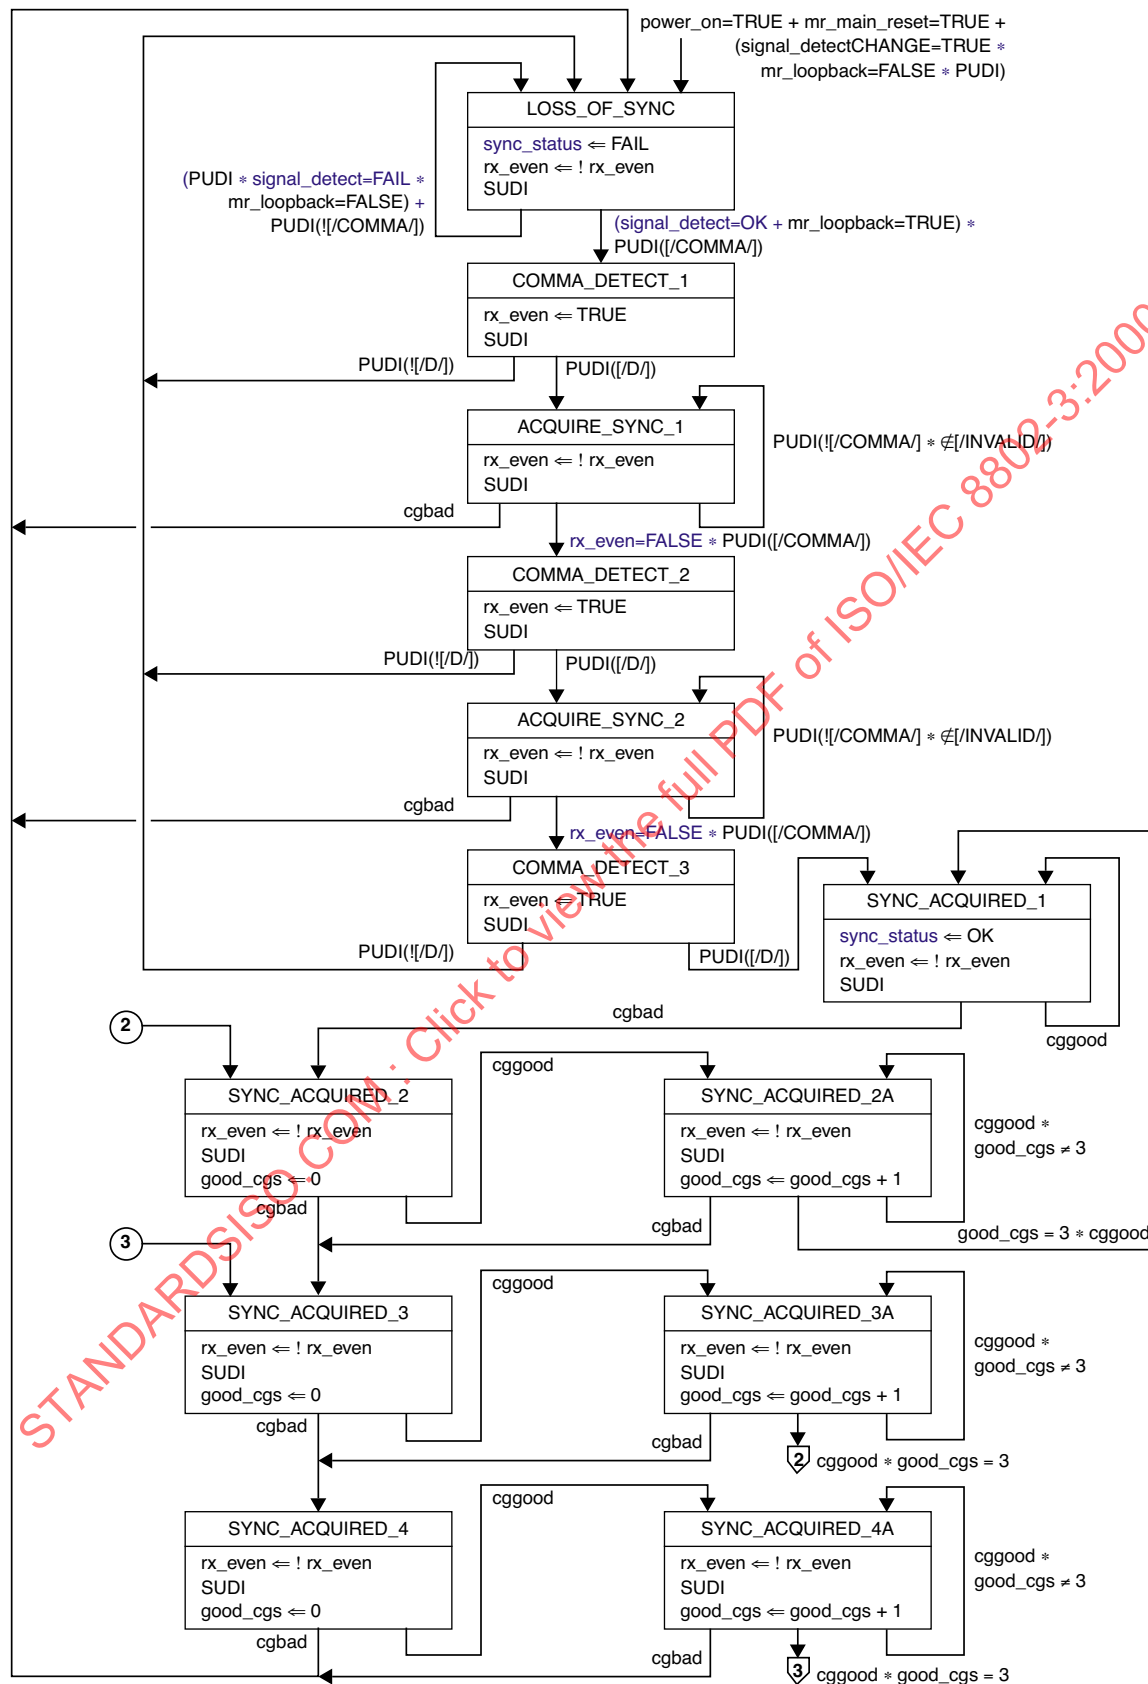 power_on=TRUE + mr_main_reset=TRUE +
(signal_detectCHANGE=TRUE *
mr_loopback=FALSE * PUDI)
LOSS_OF_SYNC
sync_status ⇐ FAIL
rx_even ⇐ ! rx_even
SUDI
(PUDI * signal_detect=FAIL *
mr_loopback=FALSE) +
PUDI(![/COMMA/])
(signal_detect=OK + mr_loopback=TRUE) *
PUDI([/COMMA/])
COMMA_DETECT_1
rx_even ⇐ TRUE
SUDI
PUDI(![/D/])
PUDI([/D/])
ACQUIRE_SYNC_1
rx_even ⇐ ! rx_even
SUDI
PUDI(![/COMMA/] * ∉[/INVALID/])
cgbad
rx_even=FALSE * PUDI([/COMMA/])
COMMA_DETECT_2
rx_even ⇐ TRUE
SUDI
PUDI(![/D/])
PUDI([/D/])
ACQUIRE_SYNC_2
rx_even ⇐ ! rx_even
SUDI
PUDI(![/COMMA/] * ∉[/INVALID/])
cgbad
rx_even=FALSE * PUDI([/COMMA/])
COMMA_DETECT_3
rx_even ⇐ TRUE
SUDI
PUDI(![/D/])
PUDI([/D/])
SYNC_ACQUIRED_1
sync_status ⇐ OK
rx_even ⇐ ! rx_even
SUDI
cgbad
cggood
2
SYNC_ACQUIRED_2
rx_even ⇐ ! rx_even
SUDI
good_cgs ⇐ 0
cggood
SYNC_ACQUIRED_2A
rx_even ⇐ ! rx_even
SUDI
good_cgs ⇐ good_cgs + 1
cggood *
good_cgs ≠ 3
cgbad
cgbad
good_cgs = 3 * cggood
3
SYNC_ACQUIRED_3
rx_even ⇐ ! rx_even
SUDI
good_cgs ⇐ 0
cggood
SYNC_ACQUIRED_3A
rx_even ⇐ ! rx_even
SUDI
good_cgs ⇐ good_cgs + 1
cggood *
good_cgs ≠ 3
cgbad
cgbad
2 cggood * good_cgs = 3
SYNC_ACQUIRED_4
rx_even ⇐ ! rx_even
SUDI
good_cgs ⇐ 0
cggood
SYNC_ACQUIRED_4A
rx_even ⇐ ! rx_even
SUDI
good_cgs ⇐ good_cgs + 1
cggood *
good_cgs ≠ 3
cgbad
cgbad
3 cggood * good_cgs = 3
STANDARDSISO.COM : Click to view the full PDF of ISO/IEC 8802-3:2000